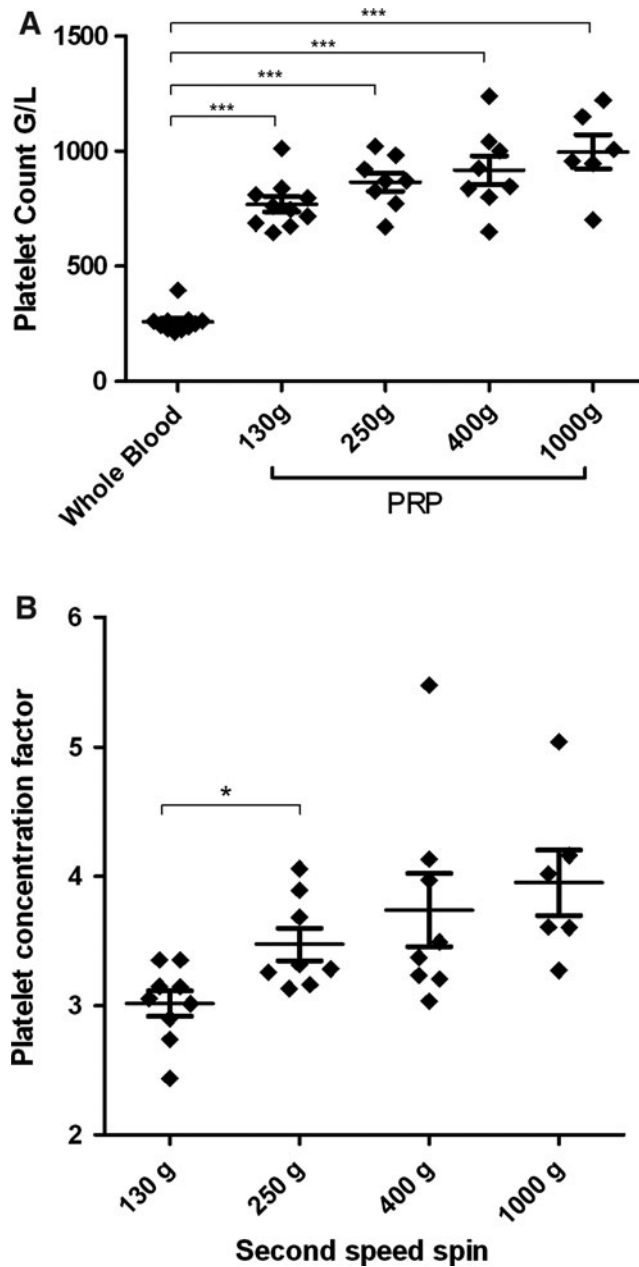 A
Platelet Count G/L
1500
1000
500
0
***
***
***
***
Whole Blood
130g
250g
400g
1000g
PRP
B
Platelet concentration factor
6
5
4
3
2
*
130 g
250 g
400 g
1000 g
Second speed spin